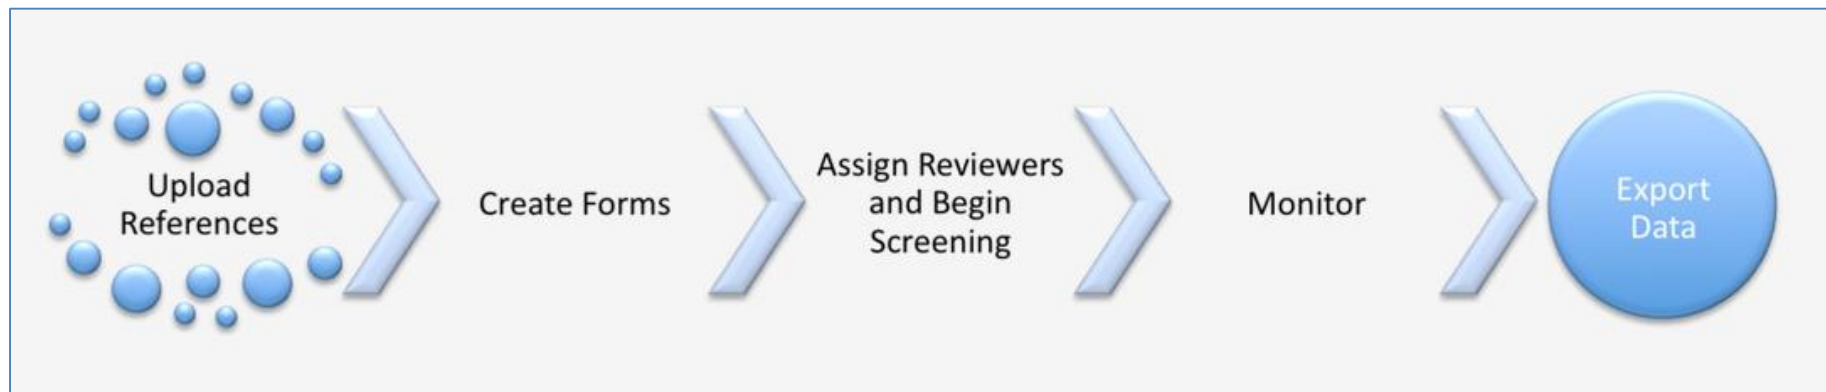 Upload
References
Create Forms
Assign Reviewers
and Begin
Screening
Monitor
Export
Data